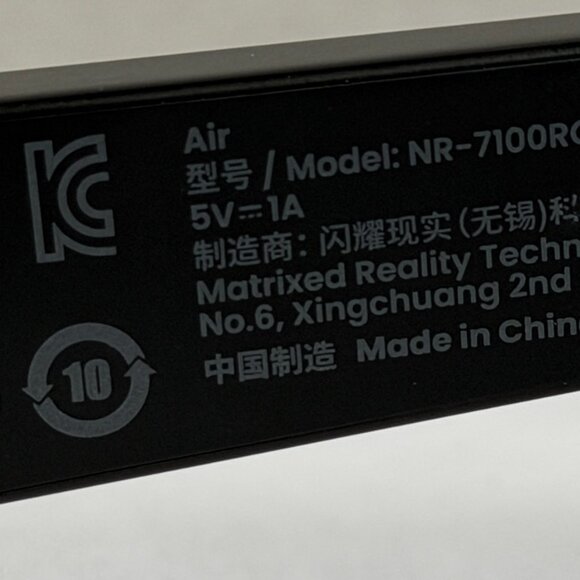 Air
型号 / Model: NR-7100R
5V⎓1A
制造商: 闪耀现实(无锡)科
Matrixed Reality Techn
No.6, Xingchuang 2nd
中国制造 Made in China
10